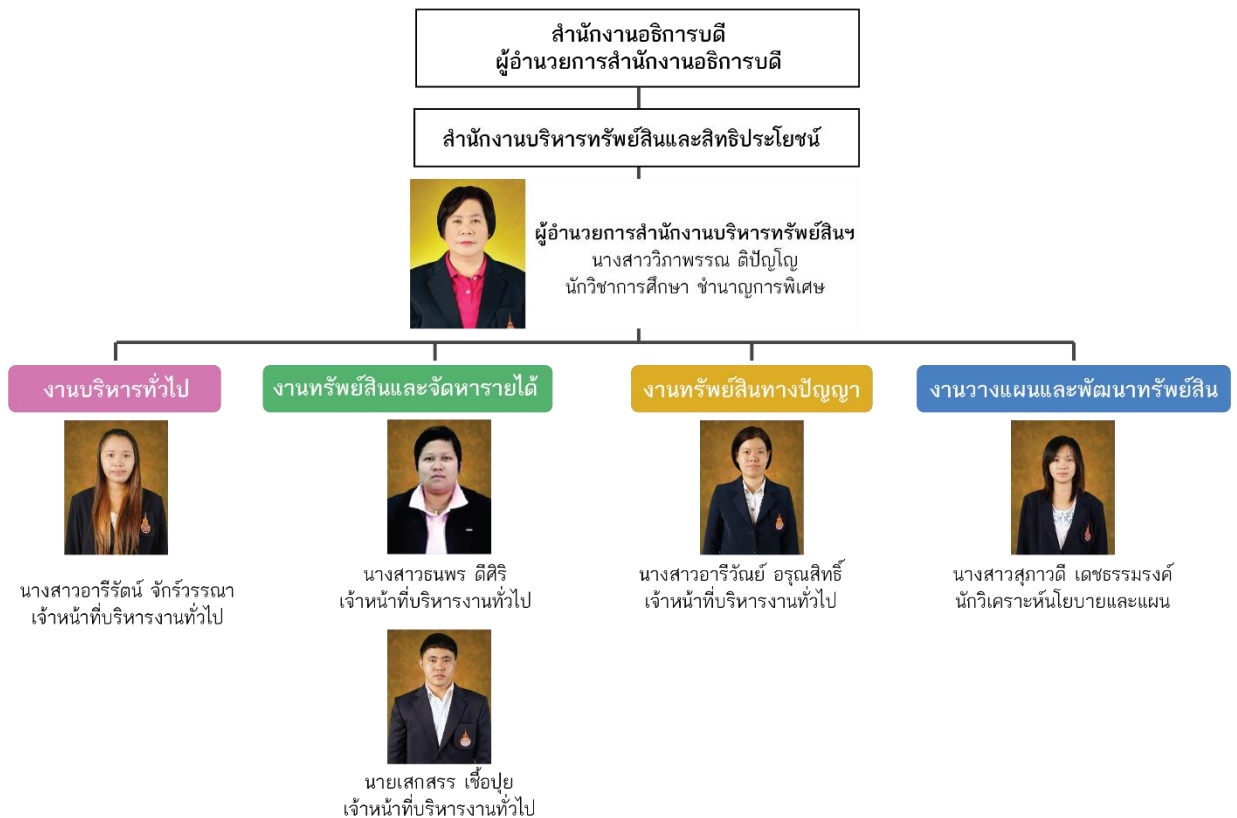 สำนักงานอธิการบดี
ผู้อำนวยการสำนักงานอธิการบดี
สำนักงานบริหารทรัพย์สินและสิทธิประโยชน์
ผู้อำนวยการสำนักงานบริหารทรัพย์สินฯ
นางสาววิภาพรรณ ติปัญโญ
นักวิชาการศึกษา ชำนาญการพิเศษ
งานบริหารทั่วไป
นางสาวอารีรัตน์ จักร์วรรณา
เจ้าหน้าที่บริหารงานทั่วไป
งานทรัพย์สินและจัดหารายได้
นางสาวธนพร ดีศิริ
เจ้าหน้าที่บริหารงานทั่วไป
นายเสกสรร เชื้อปุย
เจ้าหน้าที่บริหารงานทั่วไป
งานทรัพย์สินทางปัญญา
นางสาวอารีวัณย์ อรุณสิทธิ์
เจ้าหน้าที่บริหารงานทั่วไป
งานวางแผนและพัฒนาทรัพย์สิน
นางสาวสุภาวดี เดชธรรมรงค์
นักวิเคราะห์นโยบายและแผน